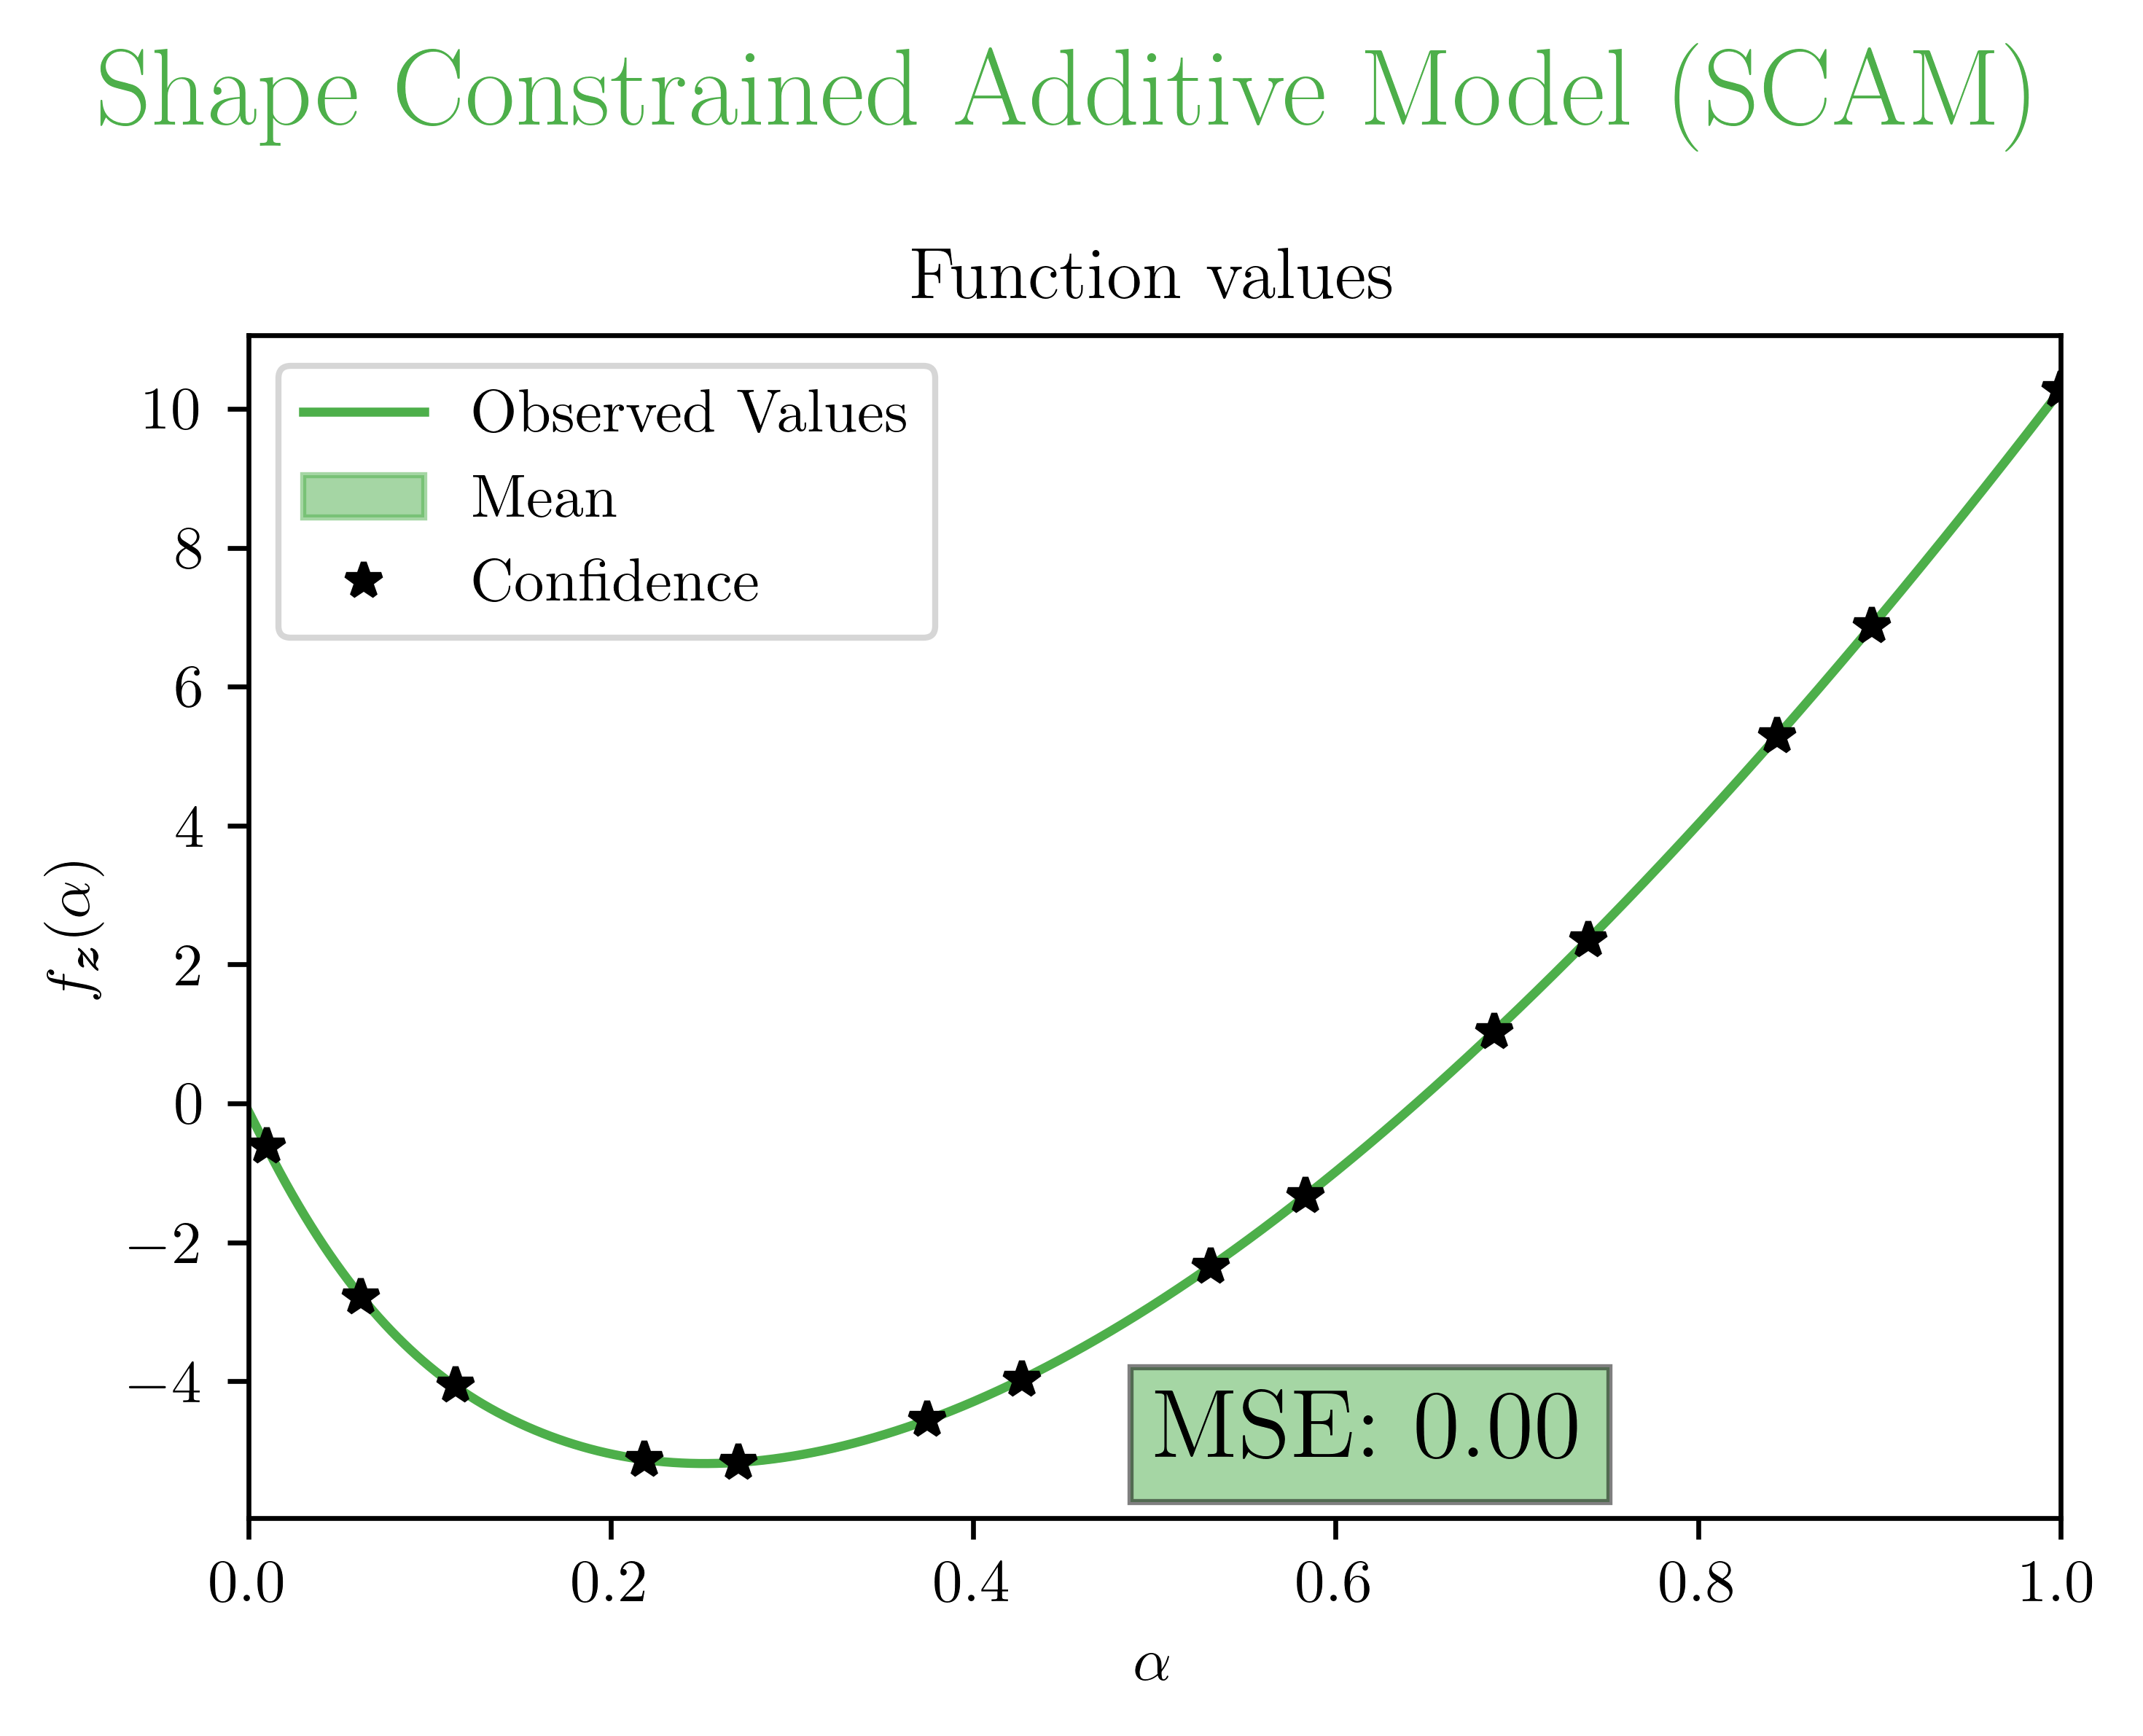 Shape Constrained Additive Model (SCAM)
Function values
Observed Values
Mean
Confidence
10
8
6
4
2
0
−2
−4
f_z(α)
MSE: 0.00
0.0 0.2 0.4 0.6 0.8 1.0
α